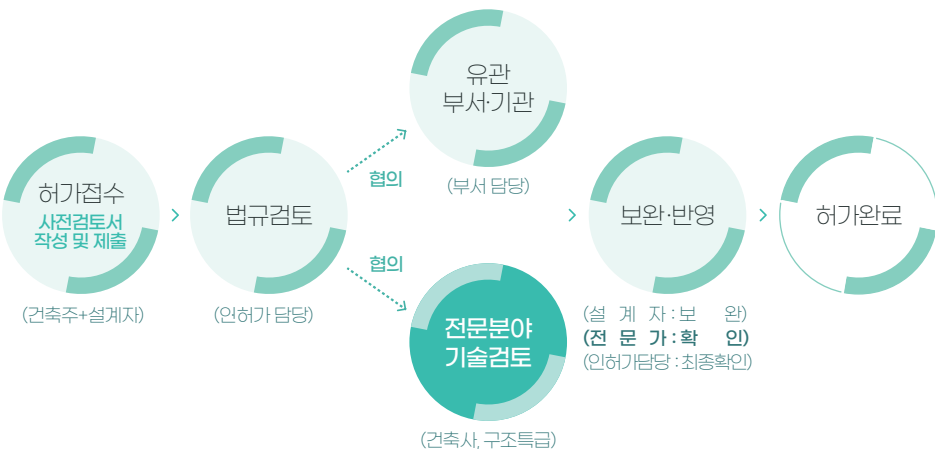 허가접수
사전검토서
작성 및 제출
(건축주+설계자)
법규검토
(인허가 담당)
협의
유관
부서·기관
(부서 담당)
협의
전문분야
기술검토
(건축사, 구조특급)
보완·반영
(설 계 자 : 보 완)
(전 문 가 : 확 인)
(인허가담당 : 최종확인)
허가완료